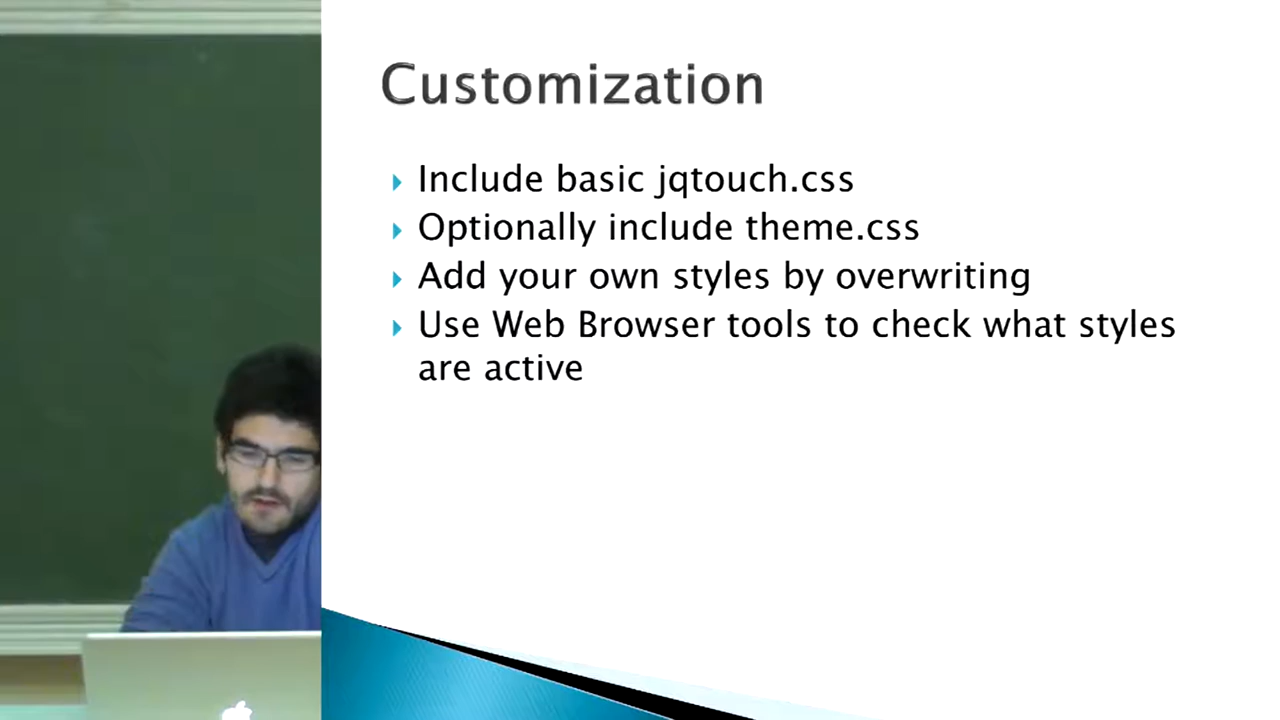 Customization
Include basic jqtouch.css
Optionally include theme.css
Add your own styles by overwriting
Use Web Browser tools to check what styles
are active